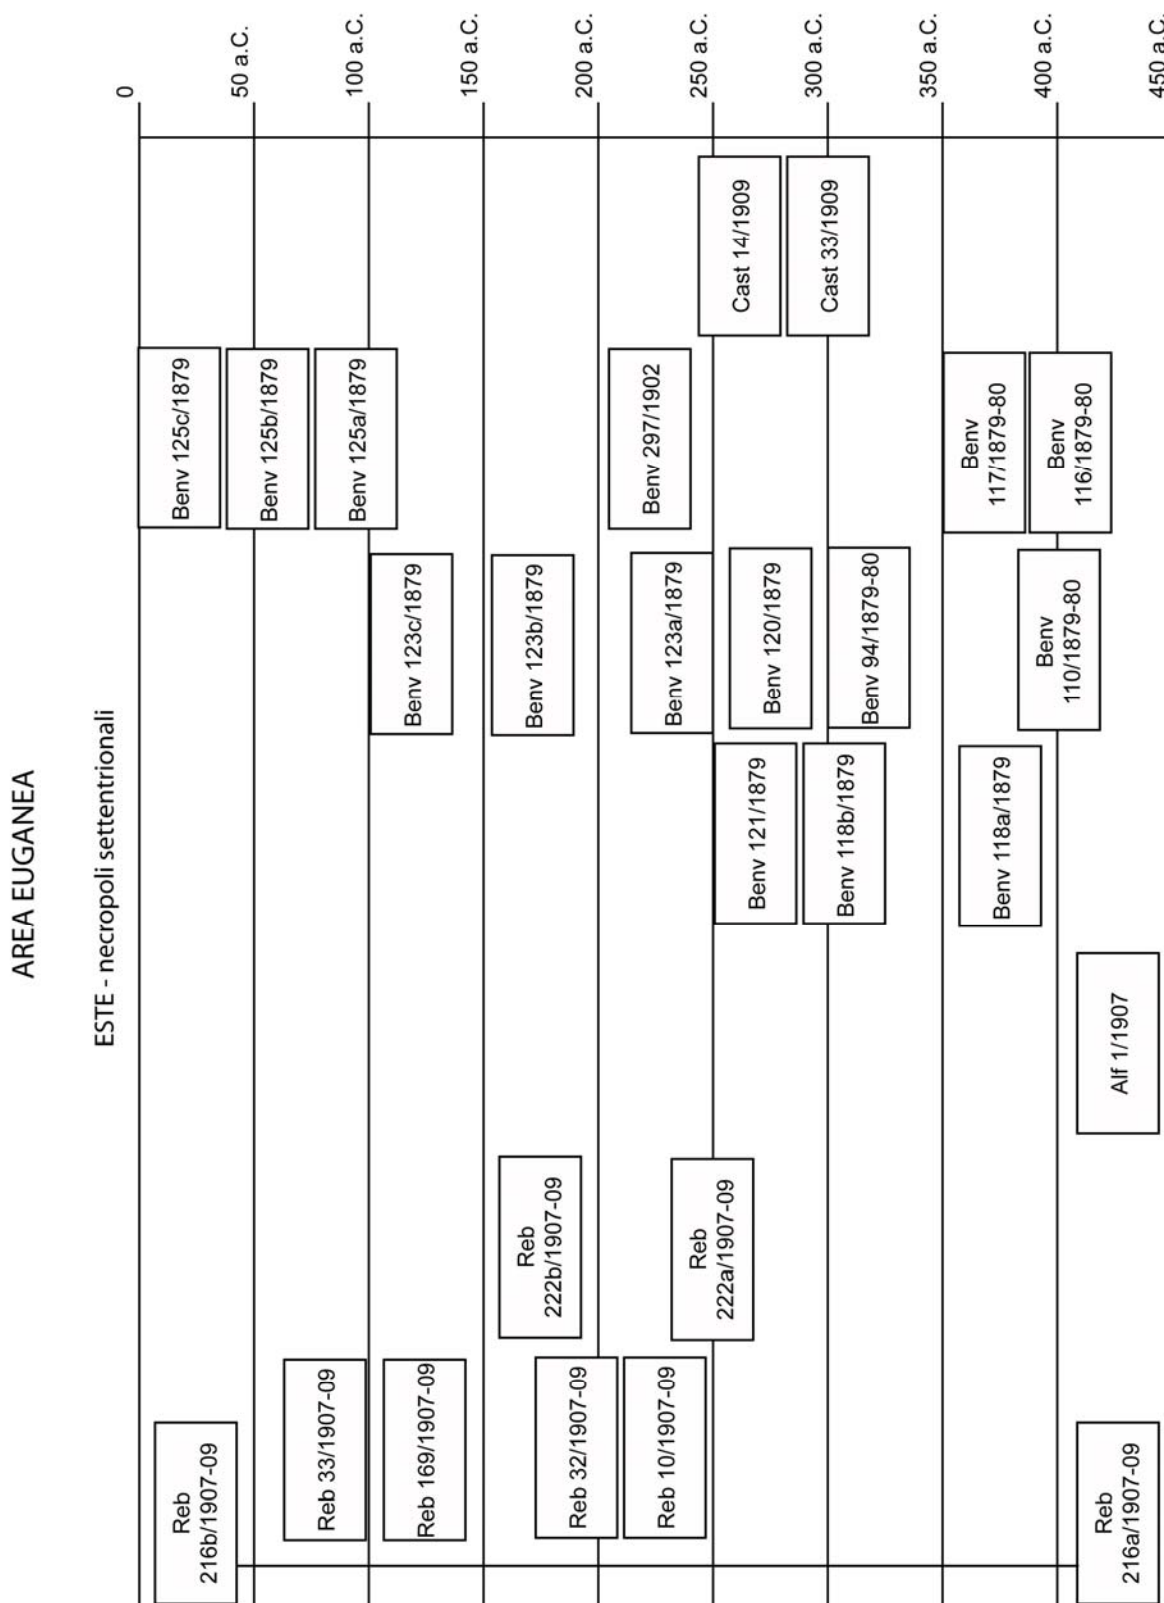 AREA EUGANEA
ESTE - necropoli settentrionali
0
Reb
216b/1907-09
Benv 125c/1879
50 a.C.
Benv 125b/1879
Reb 33/1907-09
Benv 125a/1879
100 a.C.
Reb 169/1907-09
Benv 123c/1879
150 a.C.
Reb
222b/1907-09
Benv 123b/1879
Reb 32/1907-09
200 a.C.
Reb 10/1907-09
Benv 123a/1879
Benv 297/1902
Reb
222a/1907-09
250 a.C.
Benv 121/1879
Benv 120/1879
Cast 14/1909
300 a.C.
Benv 118b/1879
Benv 94/1879-80
Cast 33/1909
350 a.C.
Benv 118a/1879
Benv
117/1879-80
400 a.C.
Benv
110/1879-80
Benv
116/1879-80
Reb
216a/1907-09
Alf 1/1907
450 a.C.